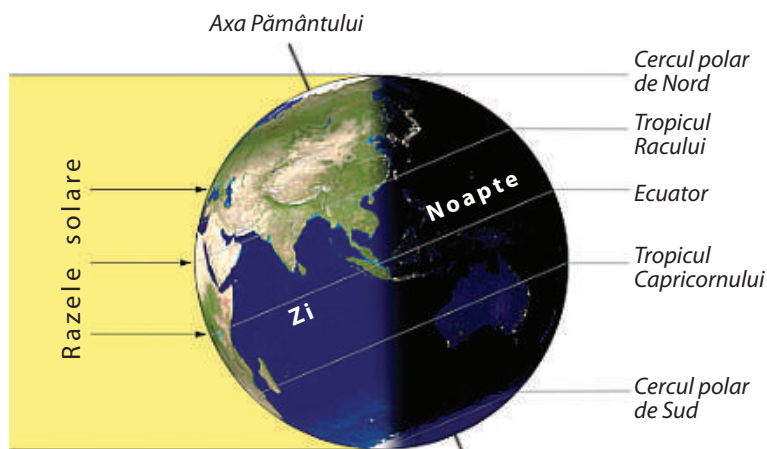 Axa Pământului
Cercul polar
de Nord
Tropicul
Racului
Ecuator
Tropicul
Capricornului
Cercul polar
de Sud
Razele solare
Zi
Noapte